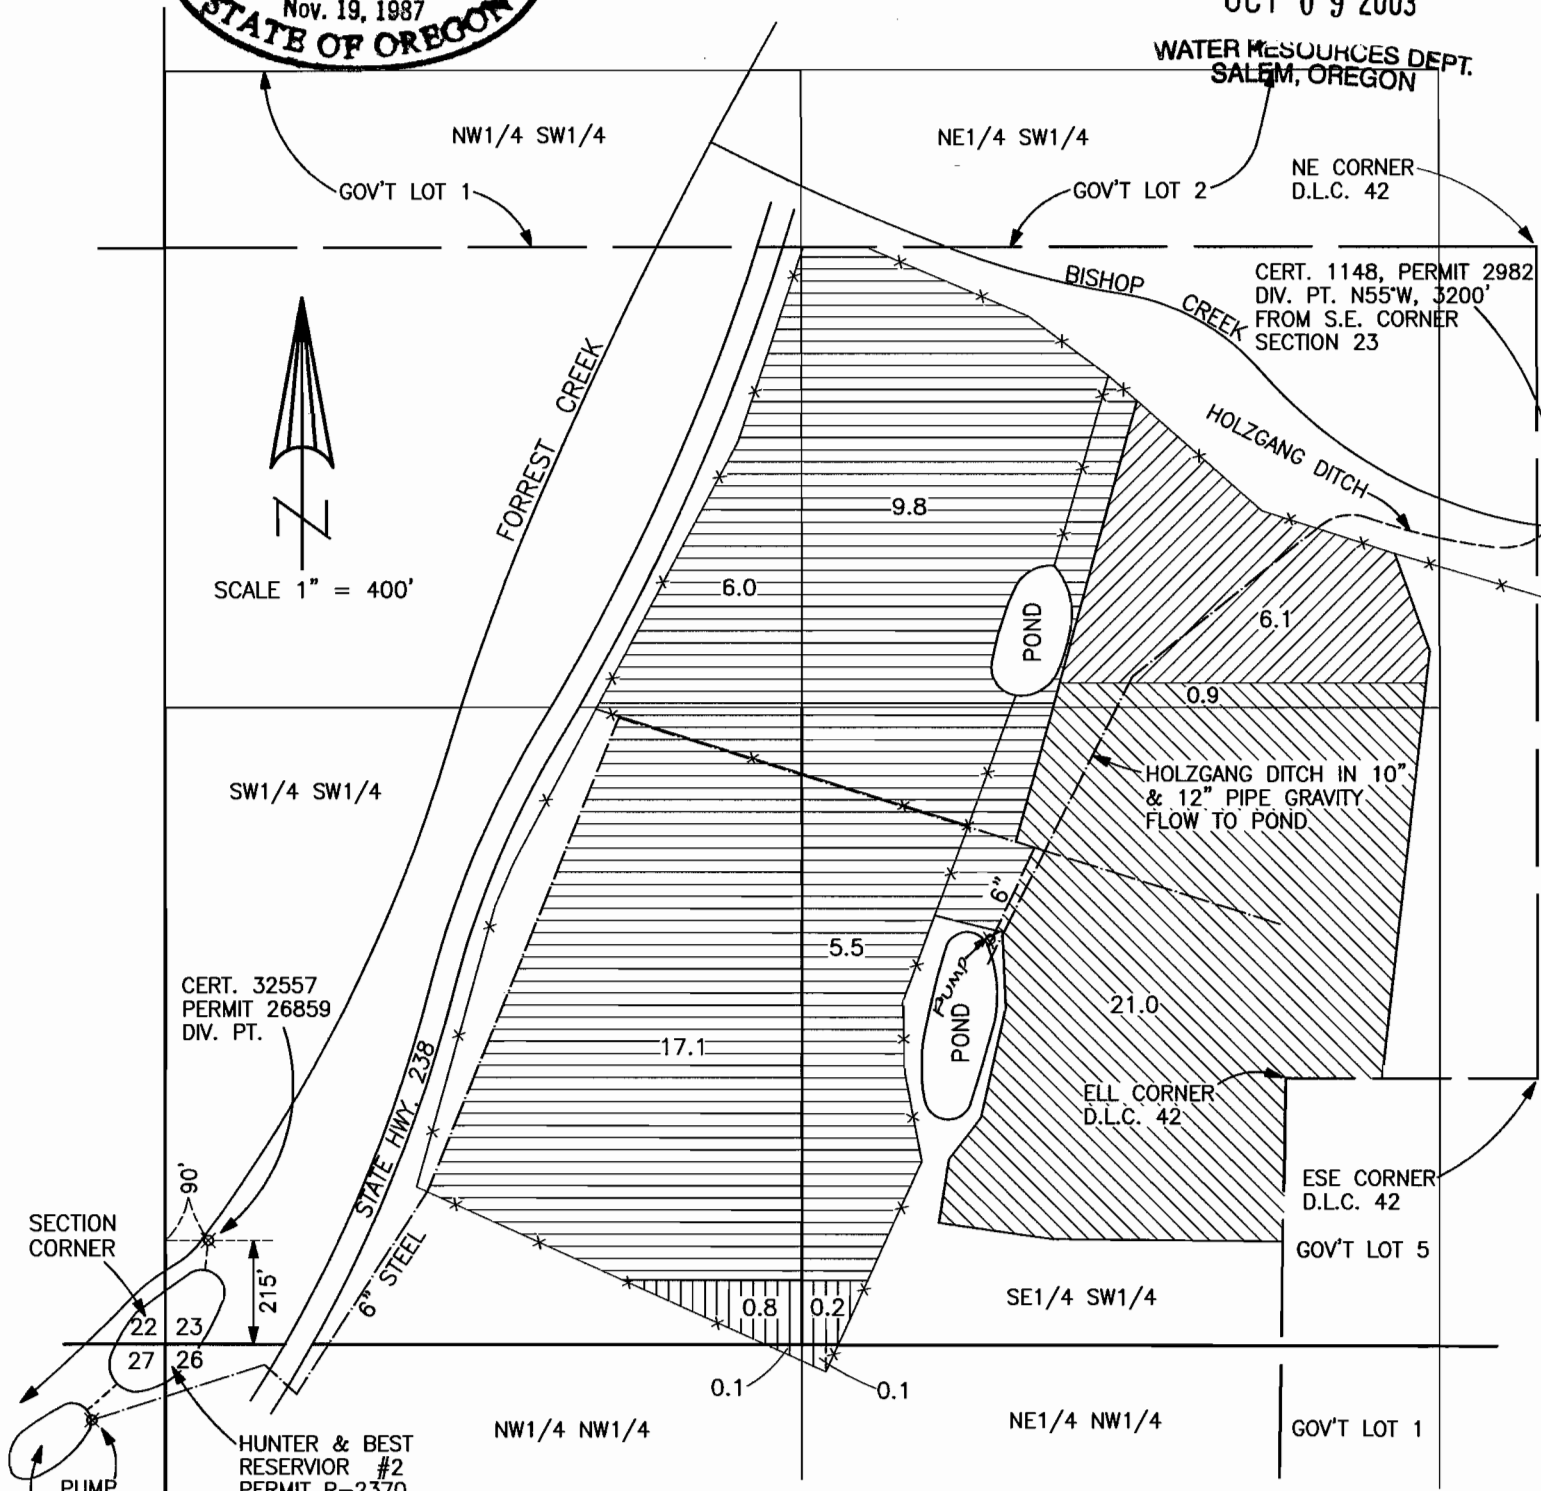 Nov. 19, 1987
STATE OF OREGON
OCT 09 2003
WATER RESOURCES DEPT.
SALEM, OREGON
NW1/4 SW1/4
NE1/4 SW1/4
GOV'T LOT 1
GOV'T LOT 2
NE CORNER
D.L.C. 42
BISHOP CREEK
CERT. 1148, PERMIT 2982
DIV. PT. N55°W, 3200'
FROM S.E. CORNER
SECTION 23
FORREST CREEK
HOLZGANG DITCH
N
SCALE 1" = 400'
9.8
6.0
POND
6.1
0.9
SW1/4 SW1/4
HOLZGANG DITCH IN 10"
& 12" PIPE GRAVITY
FLOW TO POND
6"
5.5
PUMP
POND
21.0
CERT. 32557
PERMIT 26859
DIV. PT.
17.1
STATE HWY. 238
ELL CORNER
D.L.C. 42
90'
SECTION
CORNER
ESE CORNER
D.L.C. 42
GOV'T LOT 5
215'
6" STEEL
22 23
27 26
0.8
0.2
SE1/4 SW1/4
0.1
0.1
NW1/4 NW1/4
NE1/4 NW1/4
GOV'T LOT 1
HUNTER & BEST
RESERVIOR #2
PERMIT R-2370
PUMP